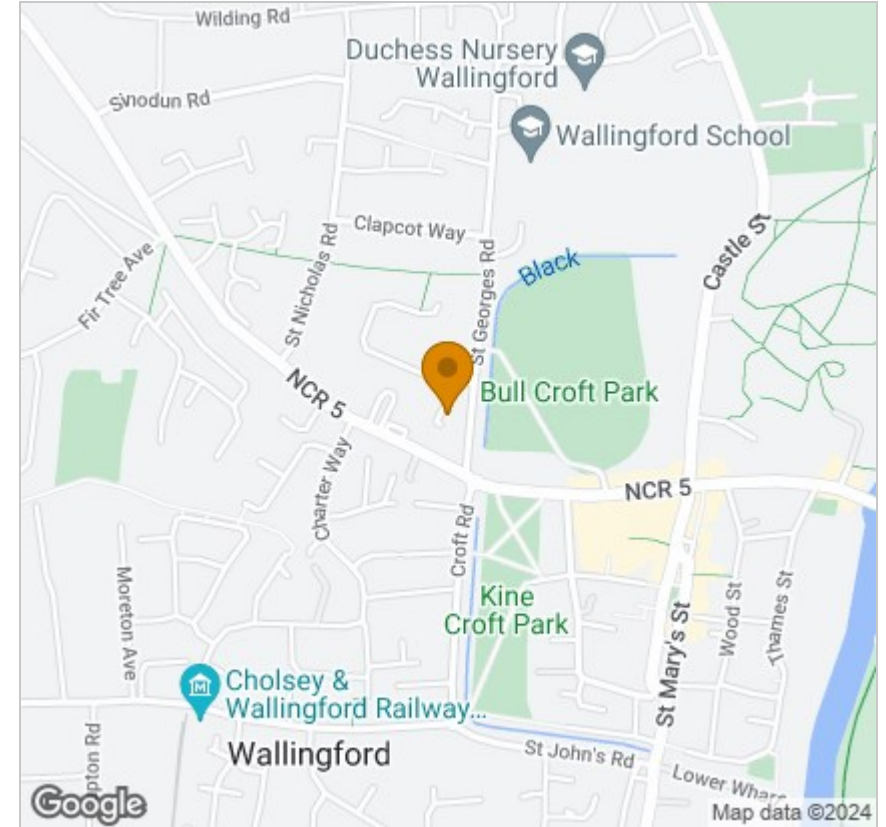 Wilding Rd
Duchess Nursery
Wallingford
Sinodun Rd
Wallingford School
Clapcot Way
Castle St
Fir Tree Ave
St Nicholas Rd
St Georges Rd
Black
NCR 5
Bull Croft Park
Charter Way
NCR 5
Croft Rd
Moreton Ave
Kine
Croft Park
Wood St
Thames St
St Mary's St
Cholsey &
Wallingford Railway...
Wallingford
pton Rd
St John's Rd
Lower Wharf
Google
Map data ©2024